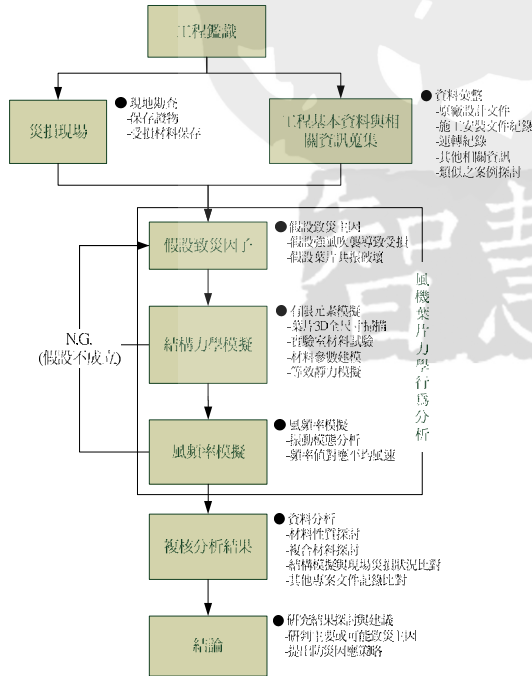 工程鑑識
災損現場
●現地勘查
-保存證物
-受損材料保存
工程基本資料與相
關資訊蒐集
●資料彙整
-原廠設計文件
-施工安裝文件紀錄
-運轉紀錄
-其他相關資訊
-類似之案例探討
假設致災因子
●假設致災主因
-假設強風吹襲導致受損
-假設葉片共振破壞
結構力學模擬
●有限元素模擬
-葉片3D全尺寸掃描
-實驗室材料試驗
-材料參數建模
-等效靜力模擬
N.G.
(假設不成立)
風機葉片力學行為分析
風頻率模擬
●風頻率模擬
-振動模態分析
-頻率值對應平均風速
複核分析結果
●資料分析
-材料性質探討
-複合材料探討
-結構模擬與現場災損狀況比對
-其他專案文件記錄比對
結論
●研究結果探討與建議
-研判主要或可能致災主因
-提出防災因應策略
智慧